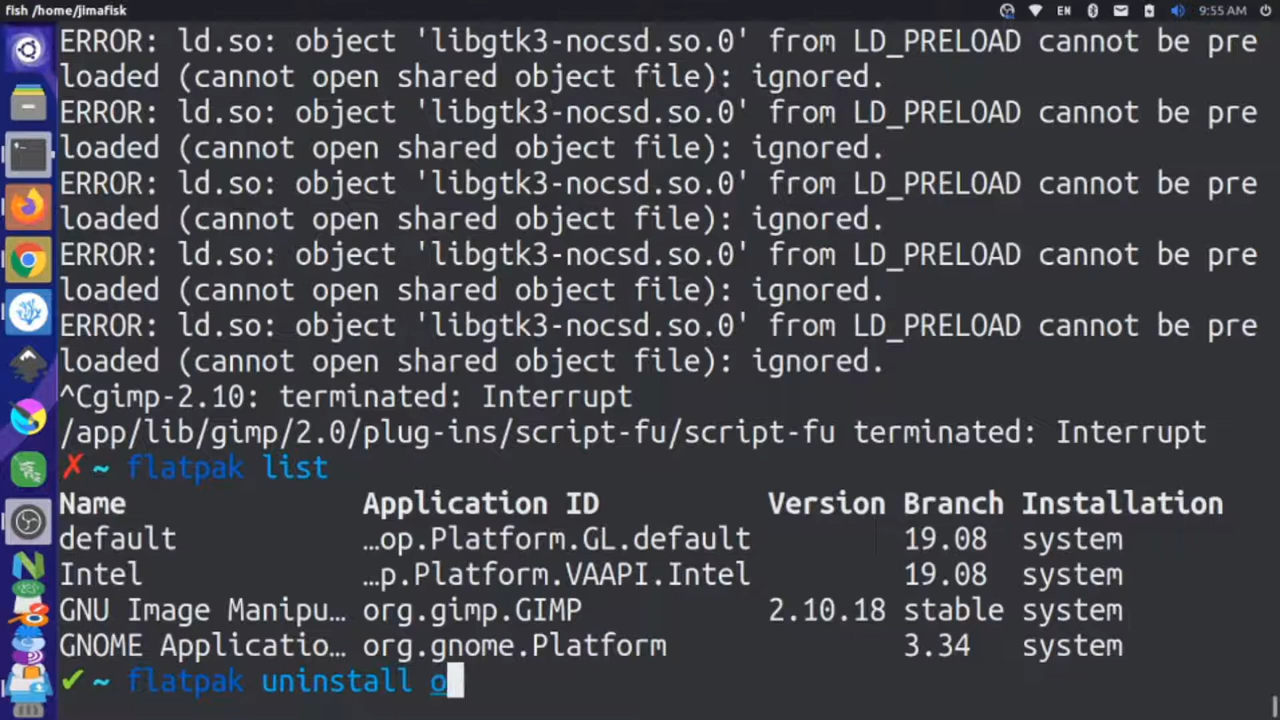 fish /home/jimafisk
EN
9:55 AM
ERROR: ld.so: object 'libgtk3-nocsd.so.0' from LD_PRELOAD cannot be pre
loaded (cannot open shared object file): ignored.
ERROR: ld.so: object 'libgtk3-nocsd.so.0' from LD_PRELOAD cannot be pre
loaded (cannot open shared object file): ignored.
ERROR: ld.so: object 'libgtk3-nocsd.so.0' from LD_PRELOAD cannot be pre
loaded (cannot open shared object file): ignored.
ERROR: ld.so: object 'libgtk3-nocsd.so.0' from LD_PRELOAD cannot be pre
loaded (cannot open shared object file): ignored.
ERROR: ld.so: object 'libgtk3-nocsd.so.0' from LD_PRELOAD cannot be pre
loaded (cannot open shared object file): ignored.
^Cgimp-2.10: terminated: Interrupt
/app/lib/gimp/2.0/plug-ins/script-fu/script-fu terminated: Interrupt
✗ ~ flatpak list
Name Application ID Version Branch Installation
default …op.Platform.GL.default 19.08 system
Intel …p.Platform.VAAPI.Intel 19.08 system
GNU Image Manipu… org.gimp.GIMP 2.10.18 stable system
GNOME Applicatio… org.gnome.Platform 3.34 system
✔ ~ flatpak uninstall o